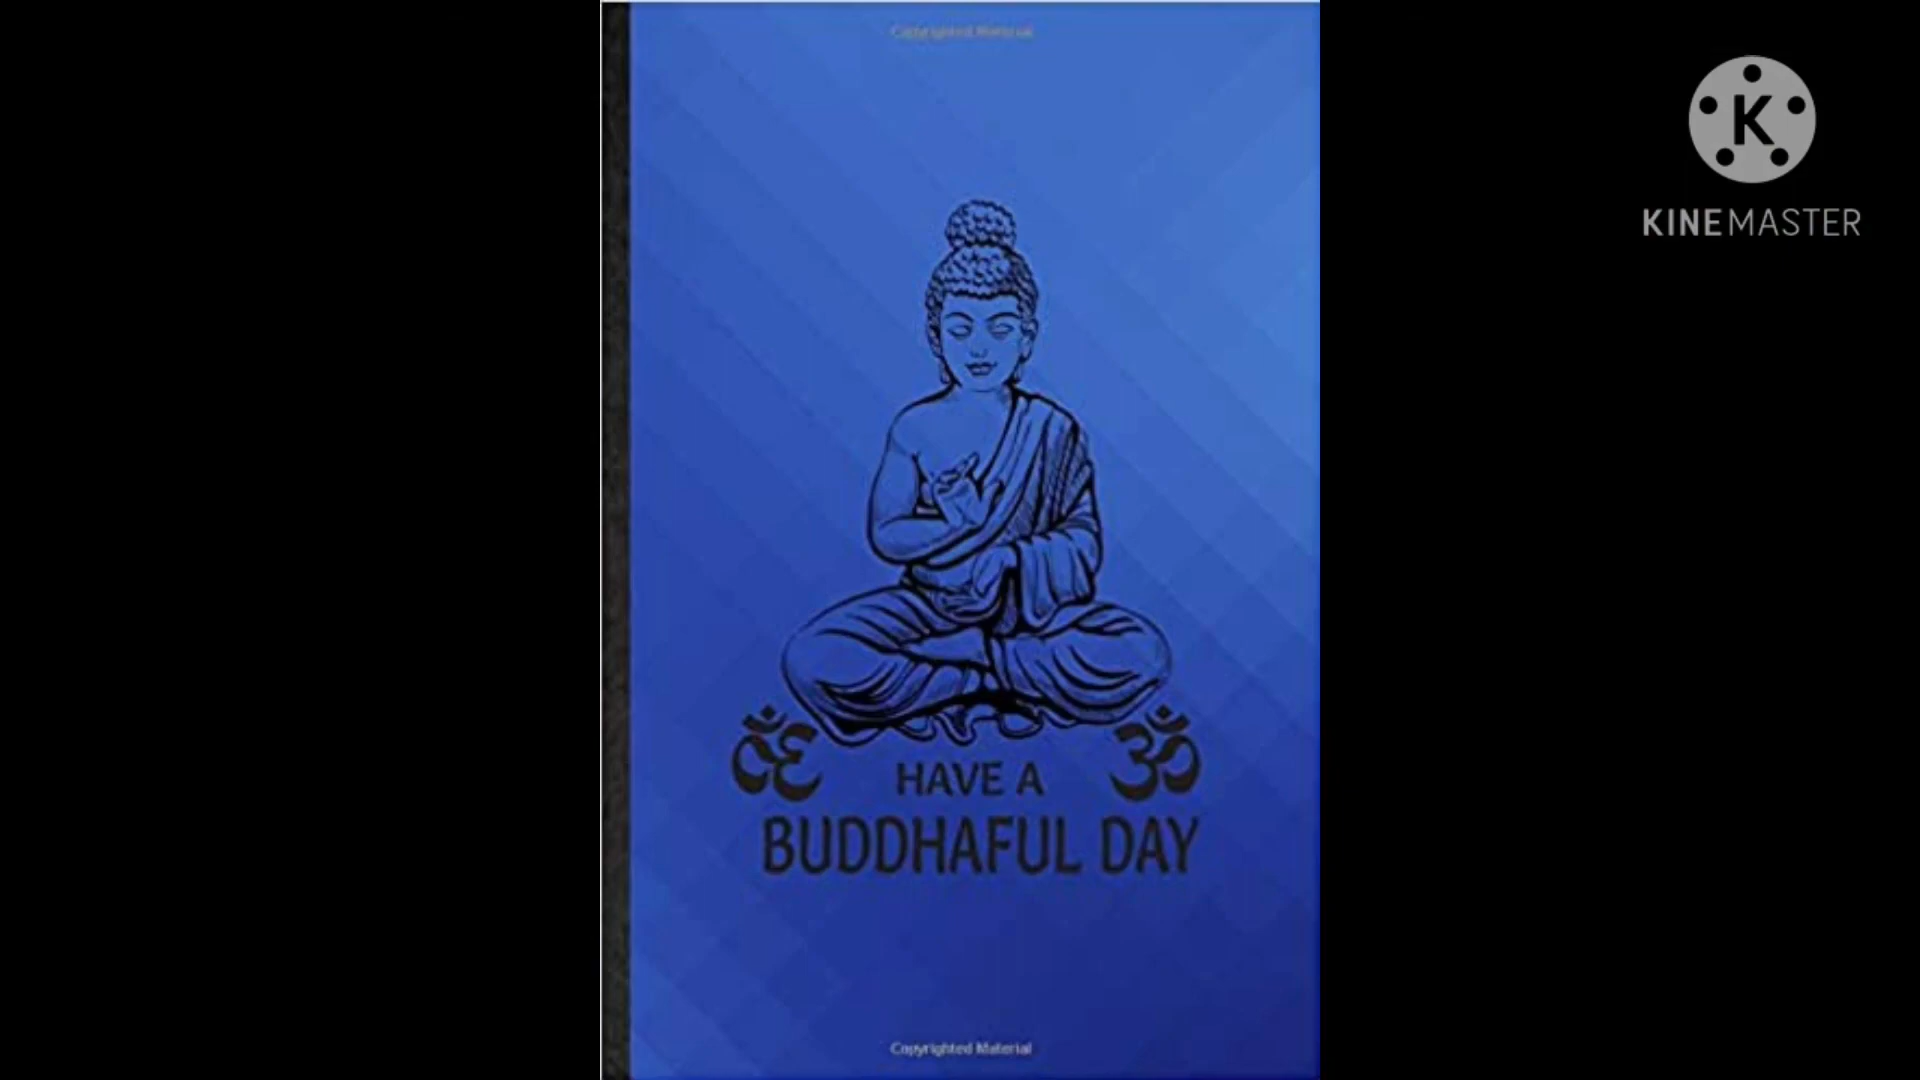 Copyrighted Material
K
KINEMASTER
ॐ ॐ
HAVE A
BUDDHAFUL DAY
Copyrighted Material